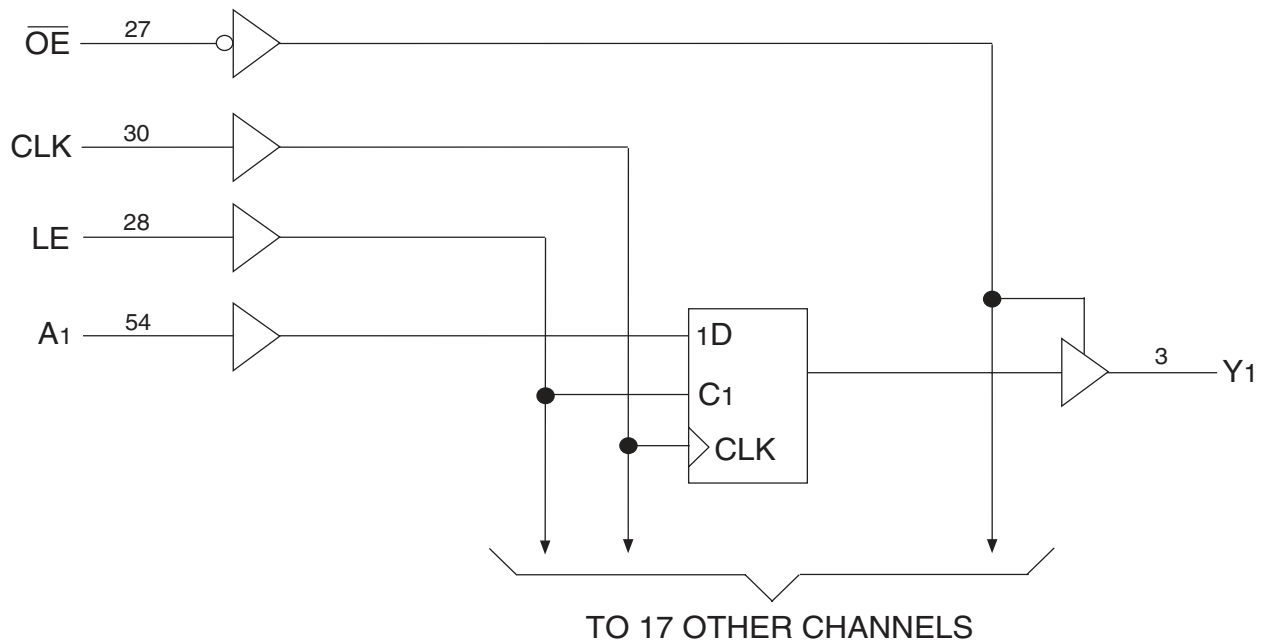 OE 27
CLK 30
LE 28
A1 54
1D
C1
CLK
3 Y1
TO 17 OTHER CHANNELS